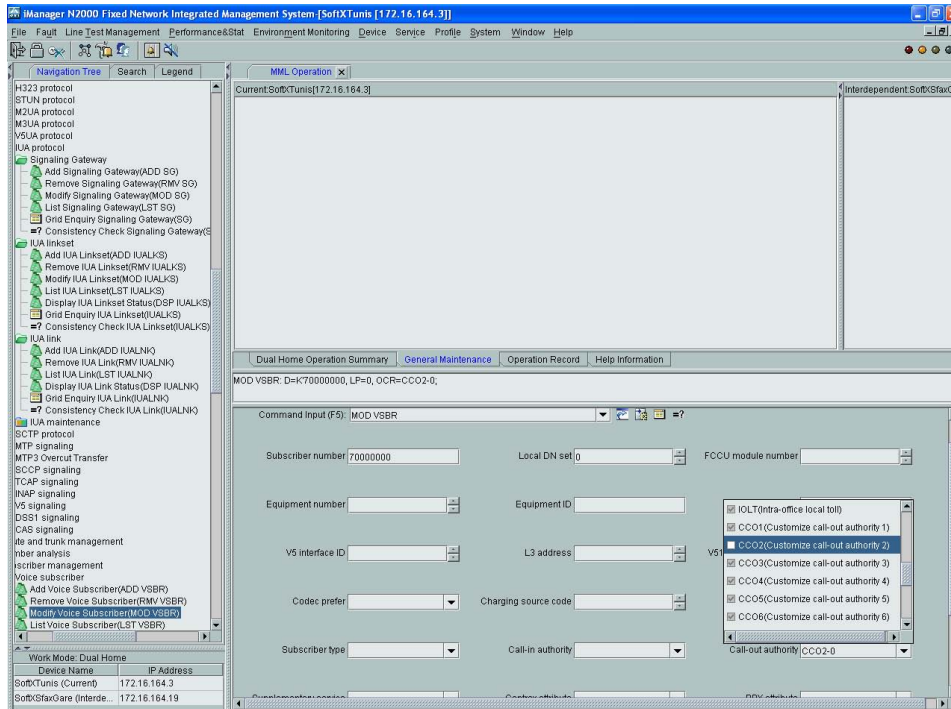 iManager N2000 Fixed Network Integrated Management System-[SoftXTunis [172.16.164.3]]
File Fault Line Test Management Performance&Stat Environment Monitoring Device Service Profile System Window Help
Navigation Tree Search Legend
MML Operation
Current:SoftXTunis[172.16.164.3]
Interdependent:SoftXSfaxG
H323 protocol
STUN protocol
M2UA protocol
M3UA protocol
V5UA protocol
IUA protocol
Signaling Gateway
Add Signaling Gateway(ADD SG)
Remove Signaling Gateway(RMV SG)
Modify Signaling Gateway(MOD SG)
List Signaling Gateway(LST SG)
Grid Enquiry Signaling Gateway(SG)
=? Consistency Check Signaling Gateway(S
IUA linkset
Add IUA Linkset(ADD IUALKS)
Remove IUA Linkset(RMV IUALKS)
Modify IUA Linkset(MOD IUALKS)
List IUA Linkset(LST IUALKS)
Display IUA Linkset Status(DSP IUALKS)
Grid Enquiry IUA Linkset(IUALKS)
=? Consistency Check IUA Linkset(IUALKS)
IUA link
Add IUA Link(ADD IUALNK)
Remove IUA Link(RMV IUALNK)
List IUA Link(LST IUALNK)
Display IUA Link Status(DSP IUALNK)
Grid Enquiry IUA Link(IUALNK)
=? Consistency Check IUA Link(IUALNK)
IUA maintenance
SCTP protocol
MTP signaling
MTP3 Overcut Transfer
SCCP signaling
TCAP signaling
INAP signaling
V5 signaling
DSS1 signaling
CAS signaling
ute and trunk management
mber analysis
oscriber management
Voice subscriber
Add Voice Subscriber(ADD VSBR)
Remove Voice Subscriber(RMV VSBR)
Modify Voice Subscriber(MOD VSBR)
List Voice Subscriber(LST VSBR)
Work Mode: Dual Home
Device Name IP Address
SoftXTunis (Current) 172.16.164.3
SoftXSfaxGare (Interde... 172.16.164.19
Dual Home Operation Summary General Maintenance Operation Record Help Information
MOD VSBR: D=K'70000000, LP=0, OCR=CCO2-0;
Command Input (F5): MOD VSBR =?
Subscriber number 70000000 Local DN set 0 FCCU module number
Equipment number Equipment ID
V5 interface ID L3 address V51
Codec prefer Charging source code
IOLT(Intra-office local toll)
CCO1(Customize call-out authority 1)
CCO2(Customize call-out authority 2)
CCO3(Customize call-out authority 3)
CCO4(Customize call-out authority 4)
CCO5(Customize call-out authority 5)
CCO6(Customize call-out authority 6)
Subscriber type Call-in authority Call-out authority CCO2-0
Supplementary service Centrex attribute PBX attribute